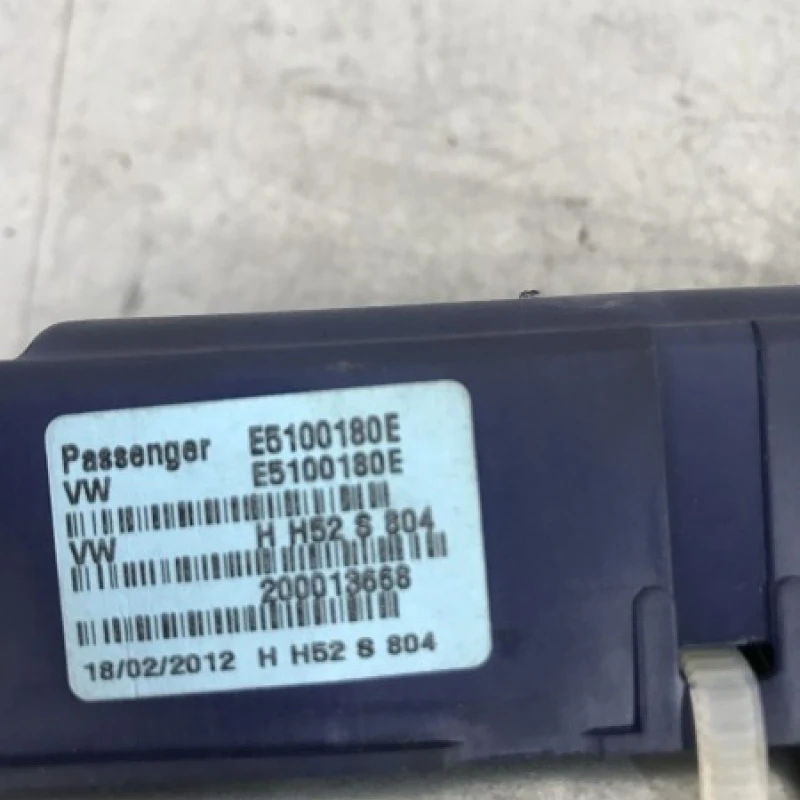 Passenger E5100180E
VW E5100180E
VW H H52 S 804
200013668
18/02/2012 H H52 S 804